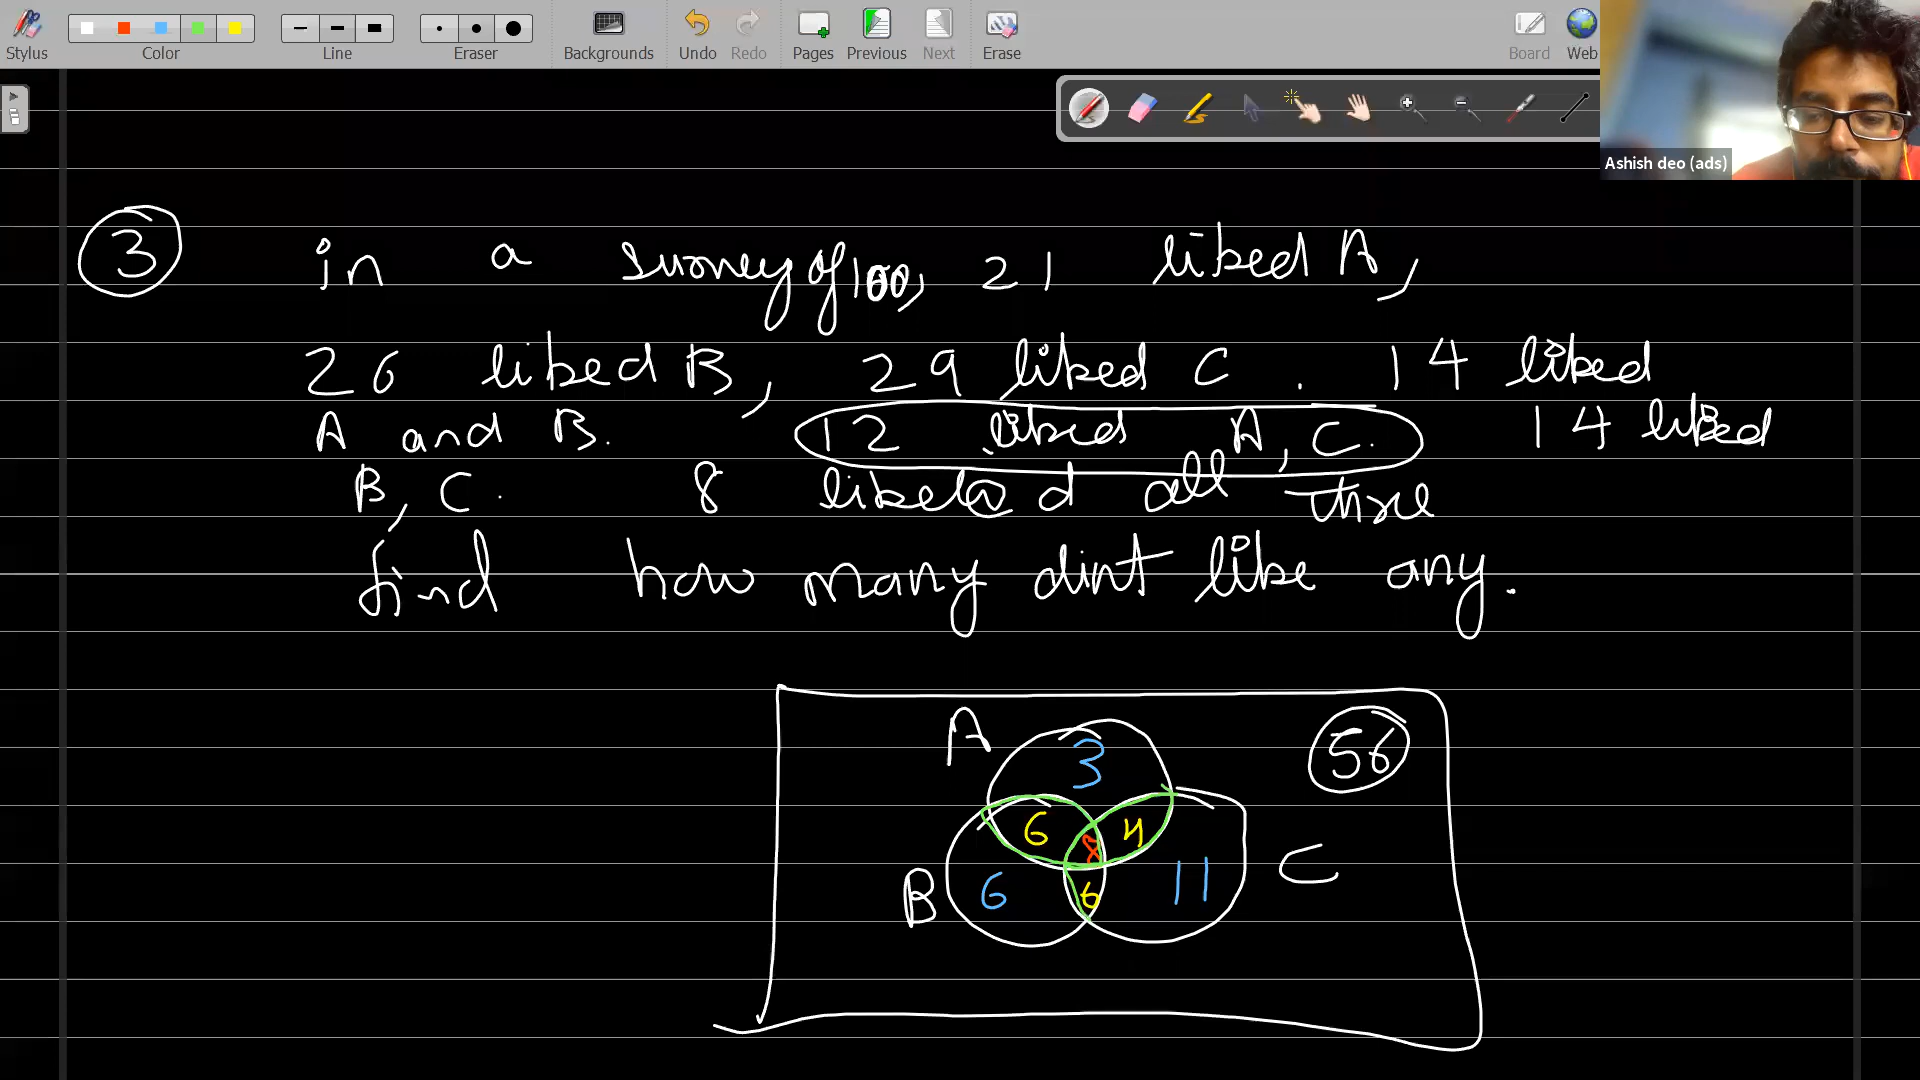 Stylus
Color
Line
Eraser
Backgrounds
Undo
Redo
Pages
Previous
Next
Erase
Board
Web
Ashish deo (ads)
3 in a survey of 100, 21 liked A,
26 liked B, 29 liked C. 14 liked
A and B. 12 liked A, C. 14 liked
B, C. 8 liked all three
find how many dint like any.
A 3 56
6 8 4
B 6 6 11 C